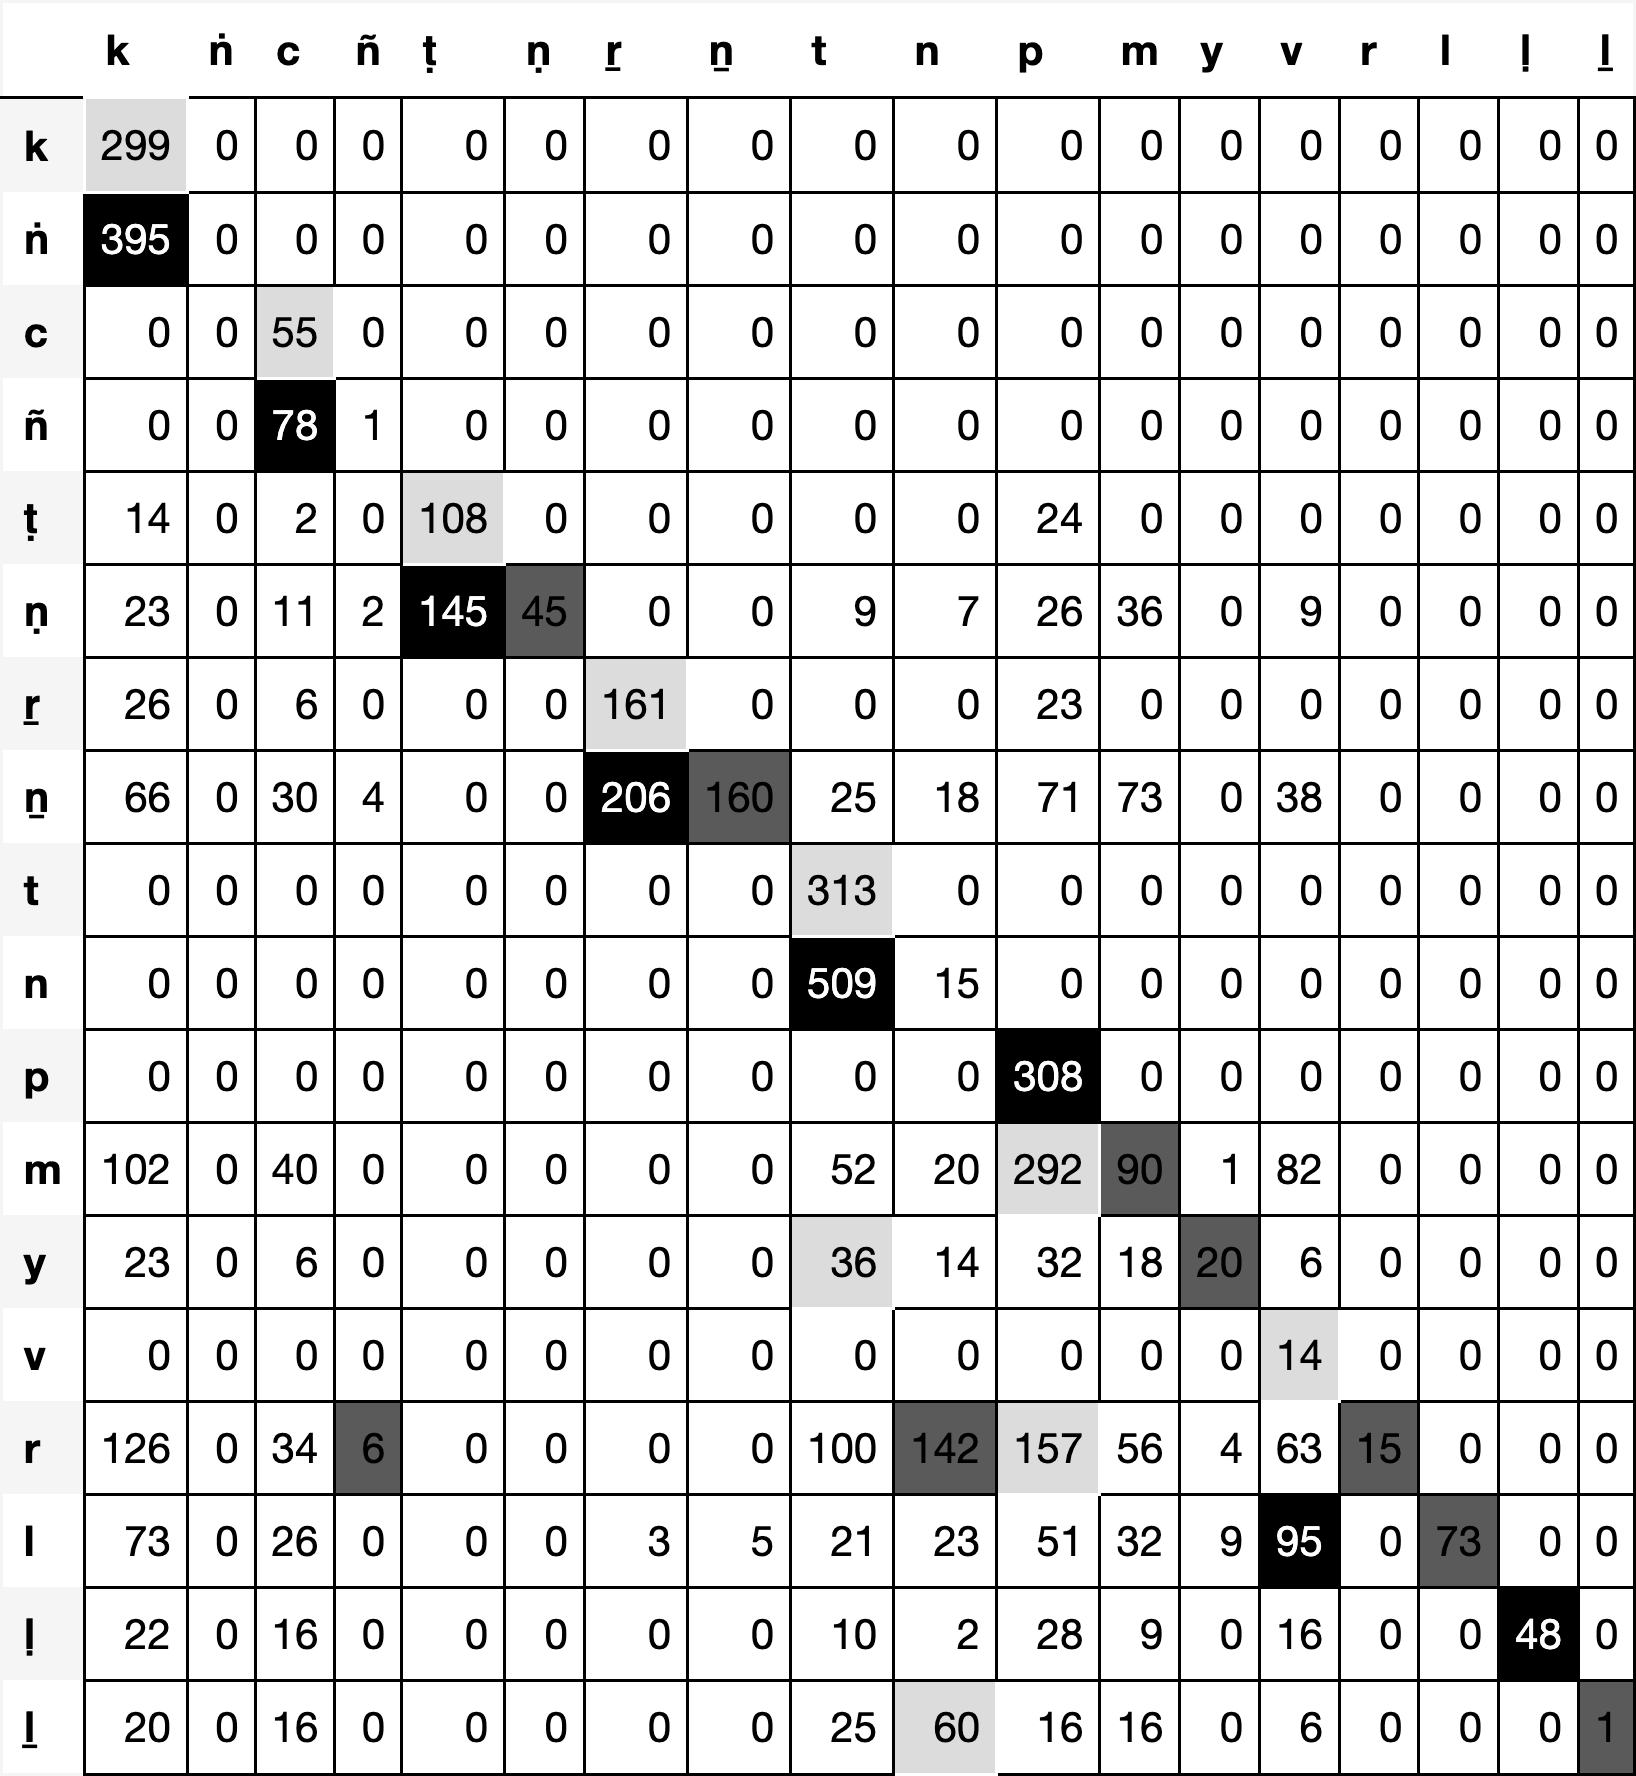 k ṅ c ñ ṭ ṇ ṟ ṉ t n p m y v r l ḷ ḻ
k 299 0 0 0 0 0 0 0 0 0 0 0 0 0 0 0 0 0
ṅ 395 0 0 0 0 0 0 0 0 0 0 0 0 0 0 0 0 0
c 0 0 55 0 0 0 0 0 0 0 0 0 0 0 0 0 0 0
ñ 0 0 78 1 0 0 0 0 0 0 0 0 0 0 0 0 0 0
ṭ 14 0 2 0 108 0 0 0 0 0 24 0 0 0 0 0 0 0
ṇ 23 0 11 2 145 45 0 0 9 7 26 36 0 9 0 0 0 0
ṟ 26 0 6 0 0 0 161 0 0 0 23 0 0 0 0 0 0 0
ṉ 66 0 30 4 0 0 206 160 25 18 71 73 0 38 0 0 0 0
t 0 0 0 0 0 0 0 0 313 0 0 0 0 0 0 0 0 0
n 0 0 0 0 0 0 0 0 509 15 0 0 0 0 0 0 0 0
p 0 0 0 0 0 0 0 0 0 0 308 0 0 0 0 0 0 0
m 102 0 40 0 0 0 0 0 52 20 292 90 1 82 0 0 0 0
y 23 0 6 0 0 0 0 0 36 14 32 18 20 6 0 0 0 0
v 0 0 0 0 0 0 0 0 0 0 0 0 0 14 0 0 0 0
r 126 0 34 6 0 0 0 0 100 142 157 56 4 63 15 0 0 0
l 73 0 26 0 0 0 3 5 21 23 51 32 9 95 0 73 0 0
ḷ 22 0 16 0 0 0 0 0 10 2 28 9 0 16 0 0 48 0
ḻ 20 0 16 0 0 0 0 0 25 60 16 16 0 6 0 0 0 1